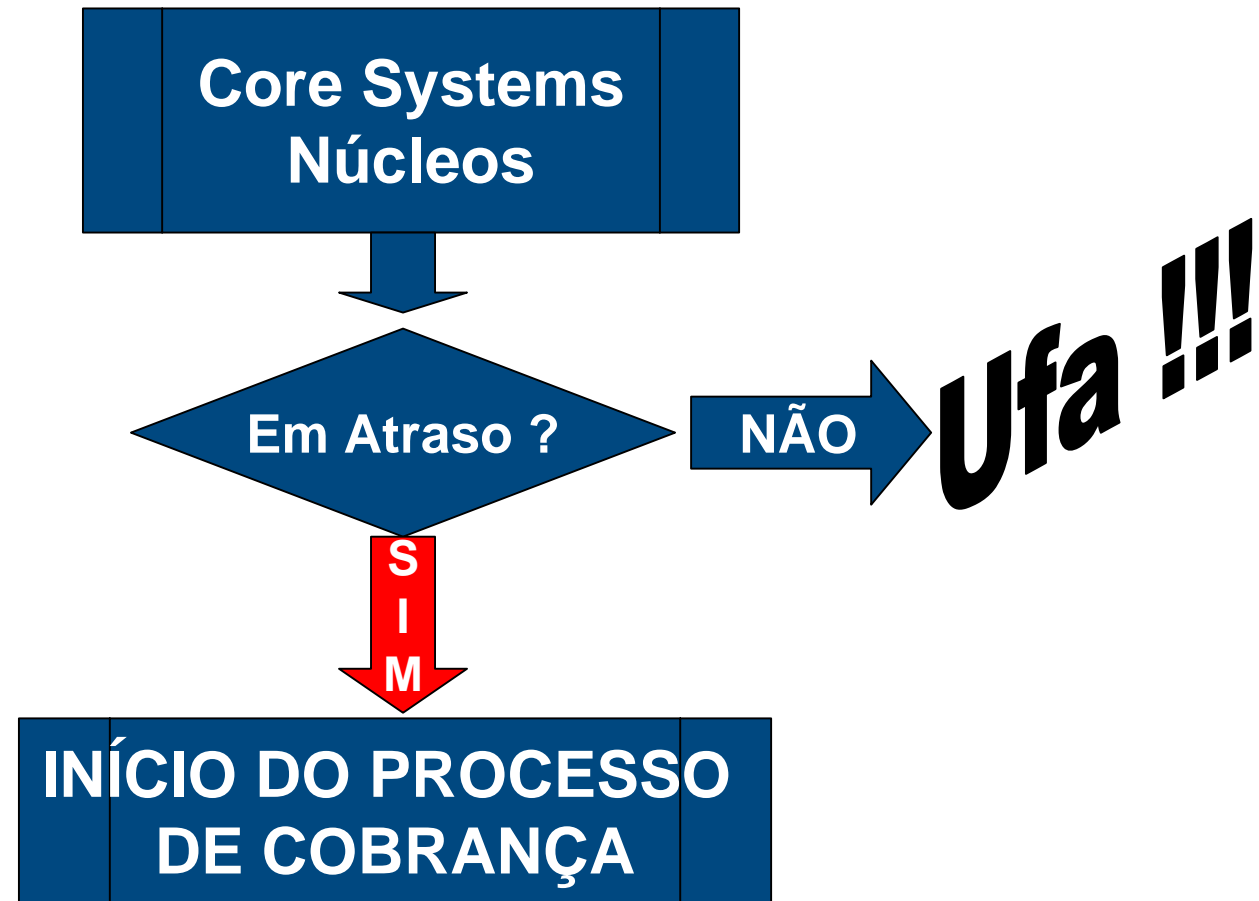 Core Systems
Núcleos
Em Atraso ?
NÃO
Ufa !!!
S
I
M
INÍCIO DO PROCESSO
DE COBRANÇA